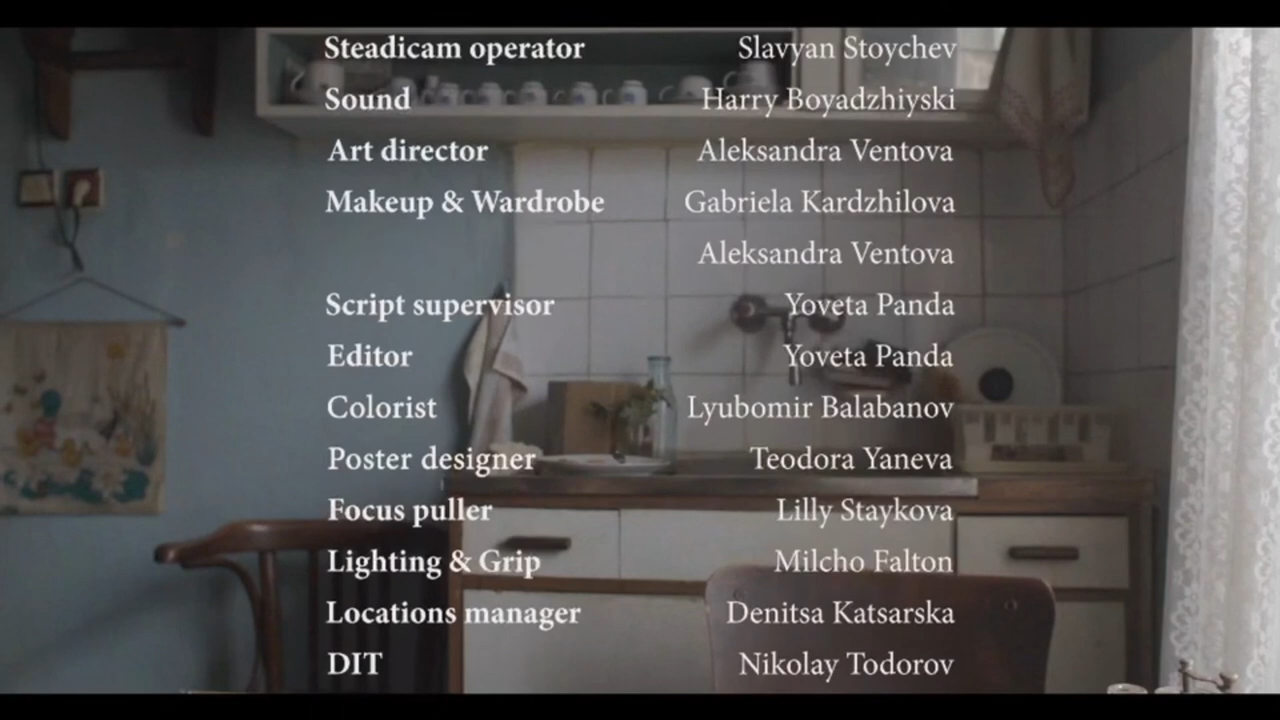 Steadicam operator Slavyan Stoychev
Sound Harry Boyadzhiyski
Art director Aleksandra Ventova
Makeup & Wardrobe Gabriela Kardzhilova
Aleksandra Ventova
Script supervisor Yoveta Panda
Editor Yoveta Panda
Colorist Lyubomir Balabanov
Poster designer Teodora Yaneva
Focus puller Lilly Staykova
Lighting & Grip Milcho Falton
Locations manager Denitsa Katsarska
DIT Nikolay Todorov